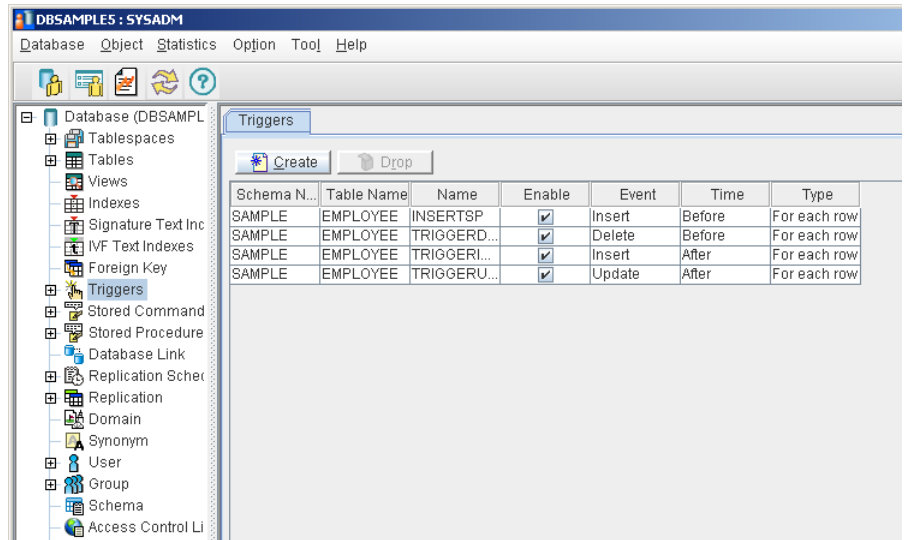 DBSAMPLE5 : SYSADM
Database Object Statistics Option Tool Help
Database (DBSAMPL
Tablespaces
Tables
Views
Indexes
Signature Text Inc
IVF Text Indexes
Foreign Key
Triggers
Stored Command
Stored Procedure
Database Link
Replication Sched
Replication
Domain
Synonym
User
Group
Schema
Access Control Li
Triggers
Create Drop
Schema N... Table Name Name Enable Event Time Type
SAMPLE EMPLOYEE INSERTSP Insert Before For each row
SAMPLE EMPLOYEE TRIGGERD... Delete Before For each row
SAMPLE EMPLOYEE TRIGGERI... Insert After For each row
SAMPLE EMPLOYEE TRIGGERU... Update After For each row